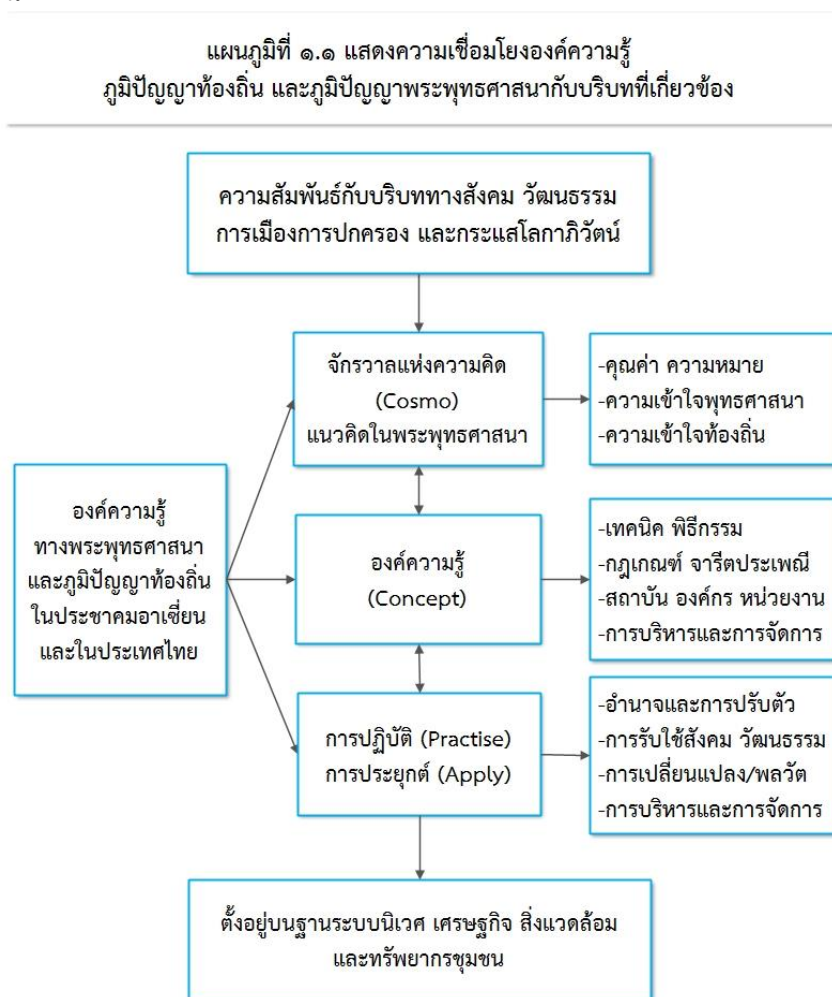 แผนภูมิที่ ๑.๑ แสดงความเชื่อมโยงองค์ความรู้
ภูมิปัญญาท้องถิ่น และภูมิปัญญาพระพุทธศาสนากับบริบทที่เกี่ยวข้อง
ความสัมพันธ์กับบริบททางสังคม วัฒนธรรม
การเมืองการปกครอง และกระแสโลกาภิวัตน์
จักรวาลแห่งความคิด
(Cosmo)
แนวคิดในพระพุทธศาสนา
-คุณค่า ความหมาย
-ความเข้าใจพุทธศาสนา
-ความเข้าใจท้องถิ่น
องค์ความรู้
ทางพระพุทธศาสนา
และภูมิปัญญาท้องถิ่น
ในประชาคมอาเซี่ยน
และในประเทศไทย
องค์ความรู้
(Concept)
-เทคนิค พิธีกรรม
-กฎเกณฑ์ จารีตประเพณี
-สถาบัน องค์กร หน่วยงาน
-การบริหารและการจัดการ
การปฏิบัติ (Practise)
การประยุกต์ (Apply)
-อำนาจและการปรับตัว
-การรับใช้สังคม วัฒนธรรม
-การเปลี่ยนแปลง/พลวัต
-การบริหารและการจัดการ
ตั้งอยู่บนฐานระบบนิเวศ เศรษฐกิจ สิ่งแวดล้อม
และทรัพยากรชุมชน